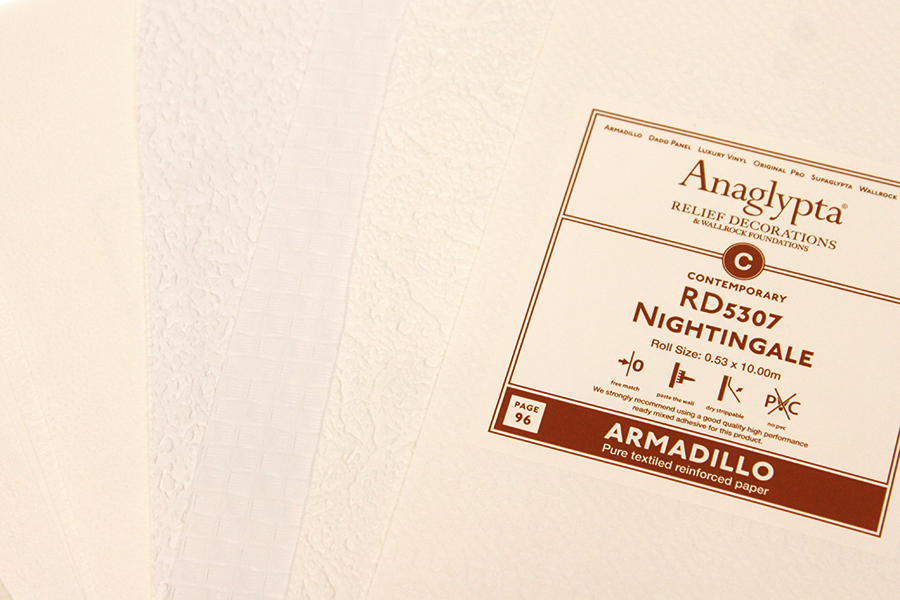 Armadillo Dado Panel Luxury Vinyl Original Pro Supaglypta Wallrock
Anaglypta®
RELIEF DECORATIONS
& WALLROCK FOUNDATIONS
C
CONTEMPORARY
RD5307
NIGHTINGALE
Roll Size: 0.53 x 10.00m
0
PVC
free match
paste the wall
dry strippable
no pvc
We strongly recommend using a good quality high performance
ready mixed adhesive for this product.
PAGE
96
ARMADILLO
Pure textiled reinforced paper